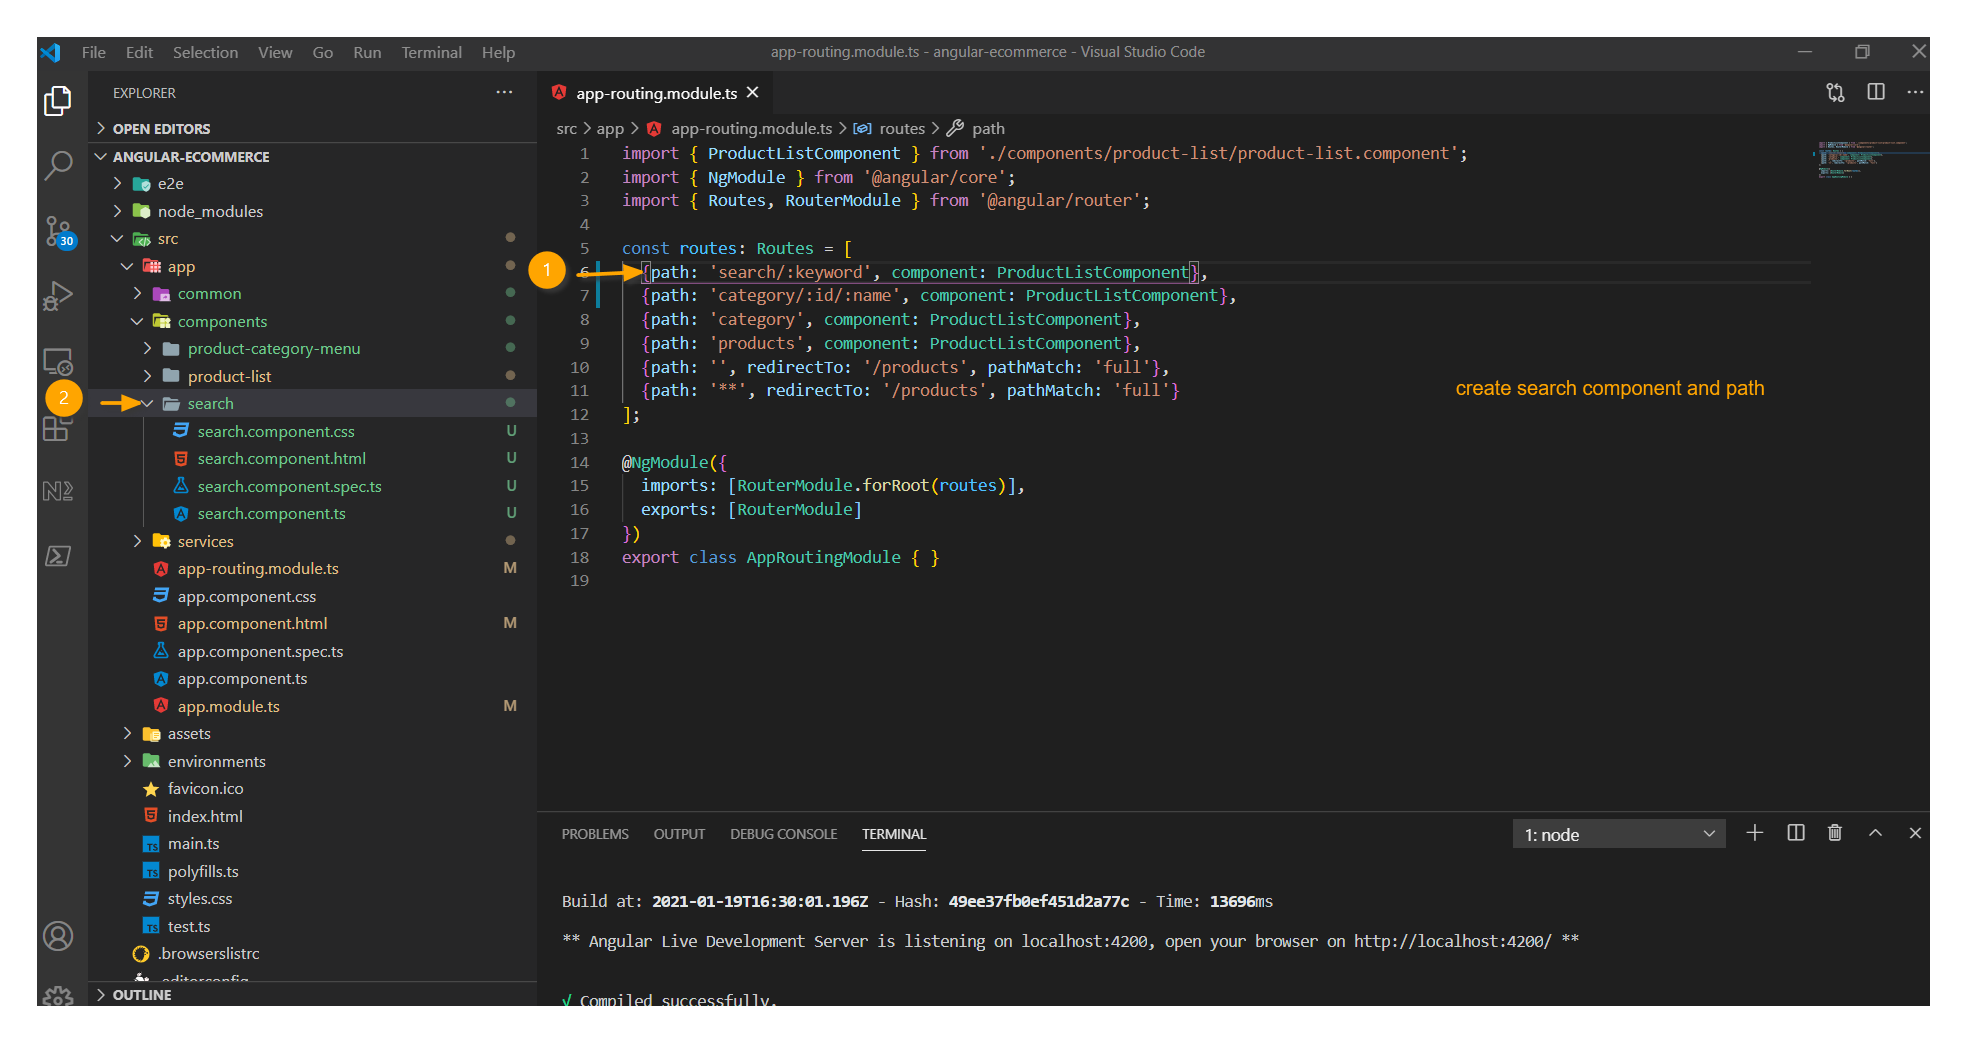 File Edit Selection View Go Run Terminal Help
app-routing.module.ts - angular-ecommerce - Visual Studio Code
EXPLORER
OPEN EDITORS
ANGULAR-ECOMMERCE
e2e
node_modules
src
app
common
components
product-category-menu
product-list
2
search
search.component.css U
search.component.html U
search.component.spec.ts U
search.component.ts U
services
app-routing.module.ts M
app.component.css
app.component.html M
app.component.spec.ts
app.component.ts
app.module.ts M
assets
environments
favicon.ico
index.html
main.ts
polyfills.ts
styles.css
test.ts
.browserslistrc
.editorconfig
OUTLINE
30
app-routing.module.ts
src > app > app-routing.module.ts > routes > path
1 import { ProductListComponent } from './components/product-list/product-list.component';
2 import { NgModule } from '@angular/core';
3 import { Routes, RouterModule } from '@angular/router';
4
5 const routes: Routes = [
1
6 {path: 'search/:keyword', component: ProductListComponent},
7 {path: 'category/:id/:name', component: ProductListComponent},
8 {path: 'category', component: ProductListComponent},
9 {path: 'products', component: ProductListComponent},
10 {path: '', redirectTo: '/products', pathMatch: 'full'},
11 {path: '**', redirectTo: '/products', pathMatch: 'full'}
12 ];
13
14 @NgModule({
15 imports: [RouterModule.forRoot(routes)],
16 exports: [RouterModule]
17 })
18 export class AppRoutingModule { }
19
create search component and path
PROBLEMS OUTPUT DEBUG CONSOLE TERMINAL
1: node
Build at: 2021-01-19T16:30:01.196Z - Hash: 49ee37fb0ef451d2a77c - Time: 13696ms
** Angular Live Development Server is listening on localhost:4200, open your browser on http://localhost:4200/ **
√ Compiled successfully.